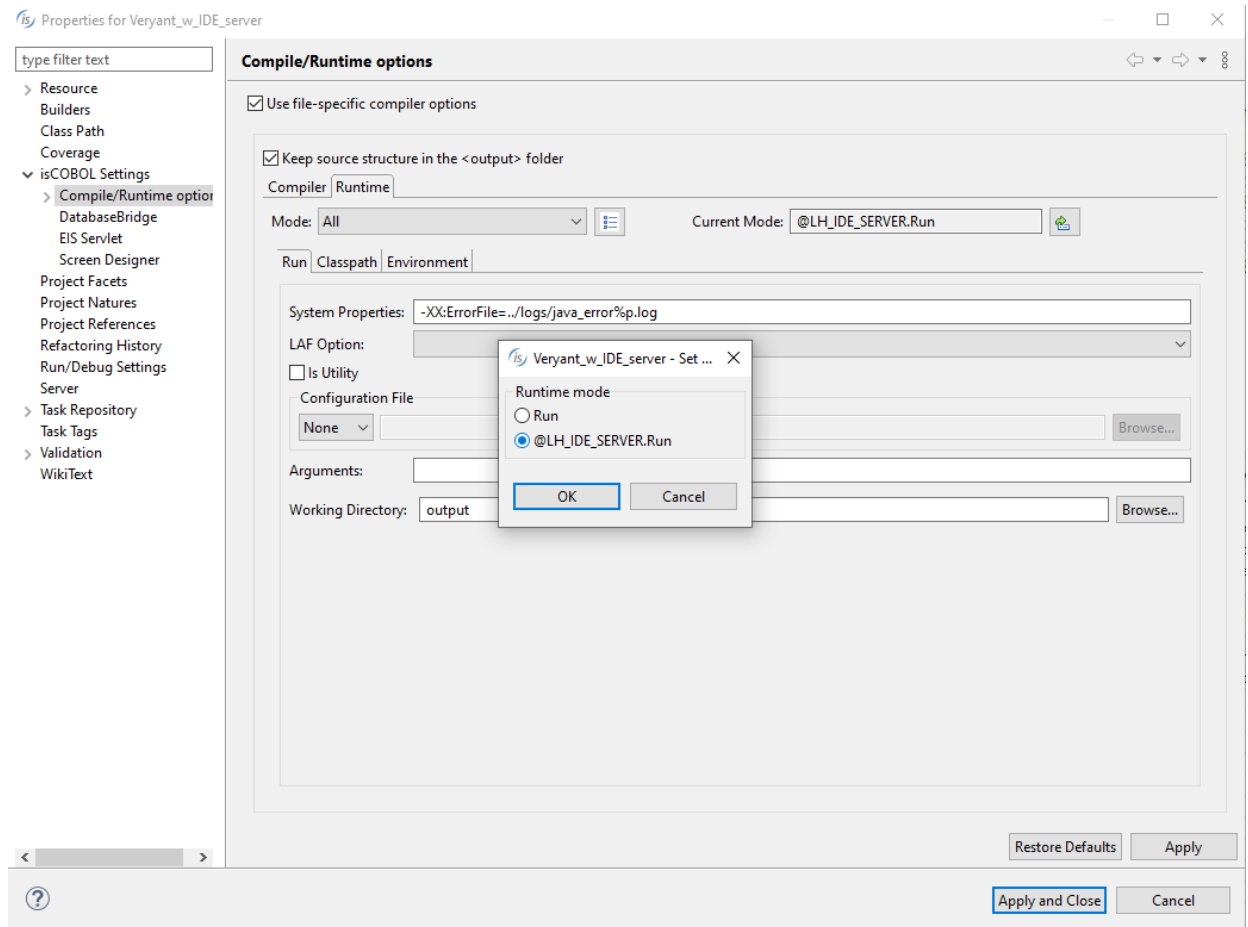 Properties for Veryant_w_IDE_server
type filter text
Resource
Builders
Class Path
Coverage
isCOBOL Settings
Compile/Runtime option
DatabaseBridge
EIS Servlet
Screen Designer
Project Facets
Project Natures
Project References
Refactoring History
Run/Debug Settings
Server
Task Repository
Task Tags
Validation
WikiText
Compile/Runtime options
Use file-specific compiler options
Keep source structure in the <output> folder
Compiler Runtime
Mode: All Current Mode: @LH_IDE_SERVER.Run
Run Classpath Environment
System Properties: -XX:ErrorFile=../logs/java_error%p.log
LAF Option:
Is Utility
Configuration File
None Browse...
Arguments:
Working Directory: output Browse...
Veryant_w_IDE_server - Set ...
Runtime mode
Run
@LH_IDE_SERVER.Run
OK Cancel
Restore Defaults Apply
Apply and Close Cancel